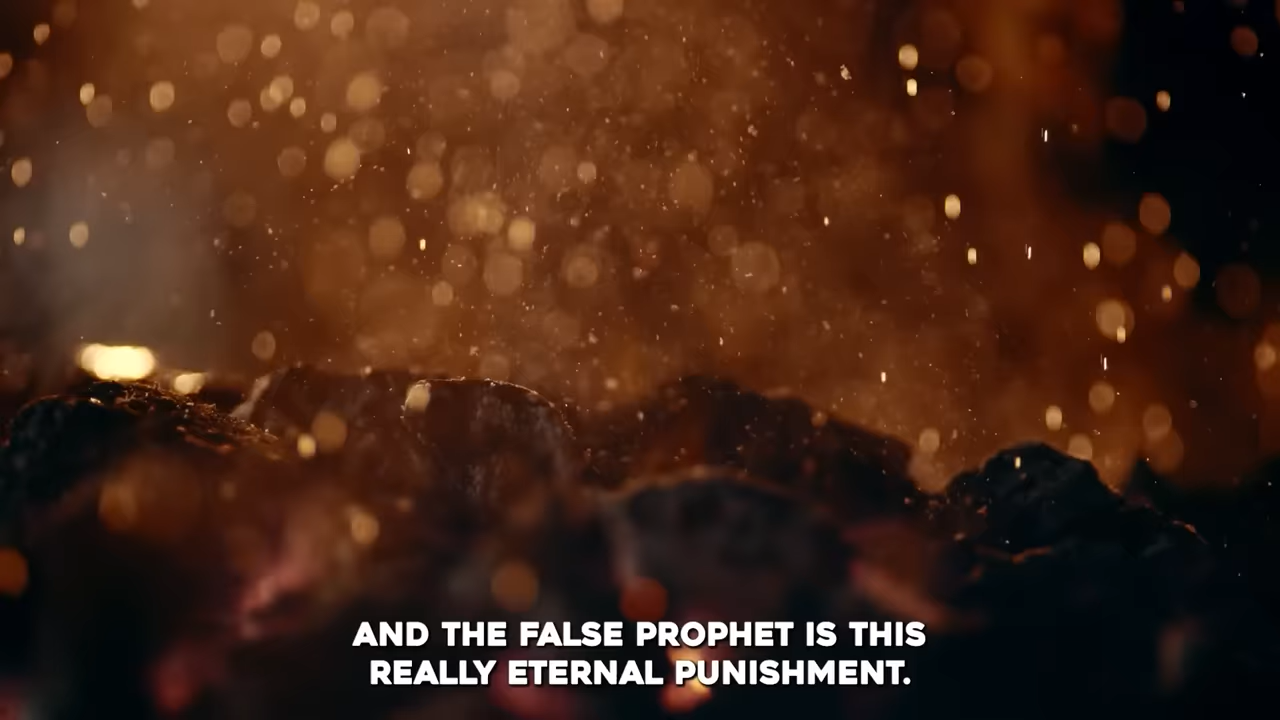 AND THE FALSE PROPHET IS THIS
REALLY ETERNAL PUNISHMENT.